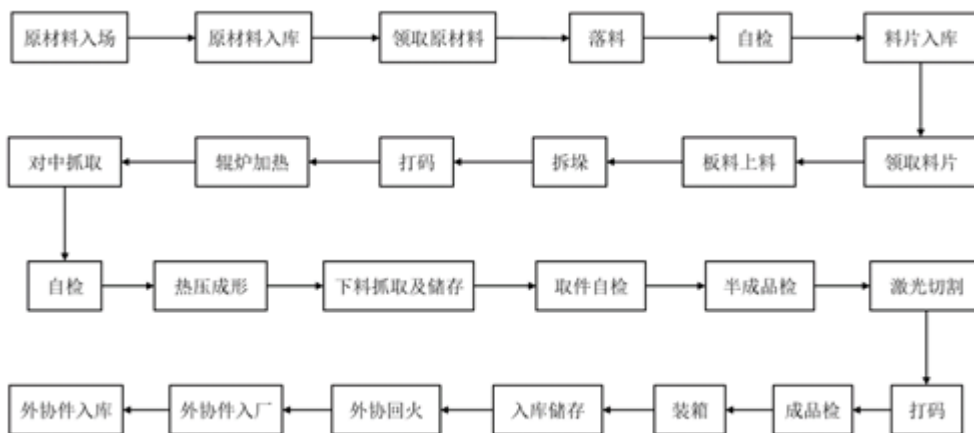 原材料入场
原材料入库
领取原材料
落料
自检
料片入库
领取料片
板料上料
拆垛
打码
辊炉加热
对中抓取
自检
热压成形
下料抓取及储存
取件自检
半成品检
激光切割
打码
成品检
装箱
入库储存
外协回火
外协件入厂
外协件入库